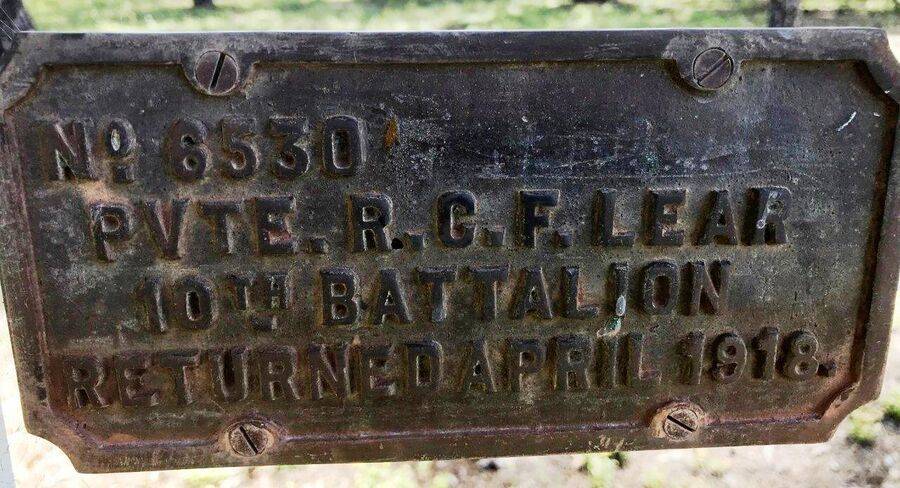 Nº 6530
PVTE. R. C. F. LEAR
10TH BATTALION
RETURNED APRIL 1918.